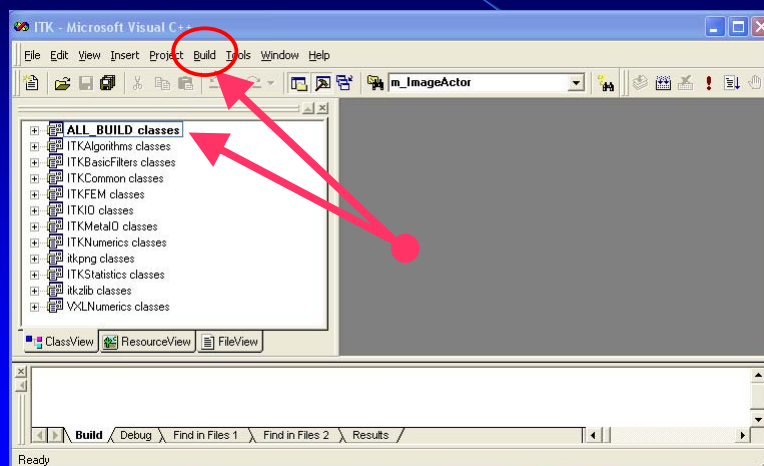 ITK - Microsoft Visual C++
File Edit View Insert Project Build Tools Window Help
m_ImageActor
ALL_BUILD classes
ITKAlgorithms classes
ITKBasicFilters classes
ITKCommon classes
ITKFEM classes
ITKIO classes
ITKMetaIO classes
ITKNumerics classes
itkpng classes
ITKStatistics classes
itkzlib classes
VXLNumerics classes
ClassView ResourceView FileView
Build Debug Find in Files 1 Find in Files 2 Results
Ready